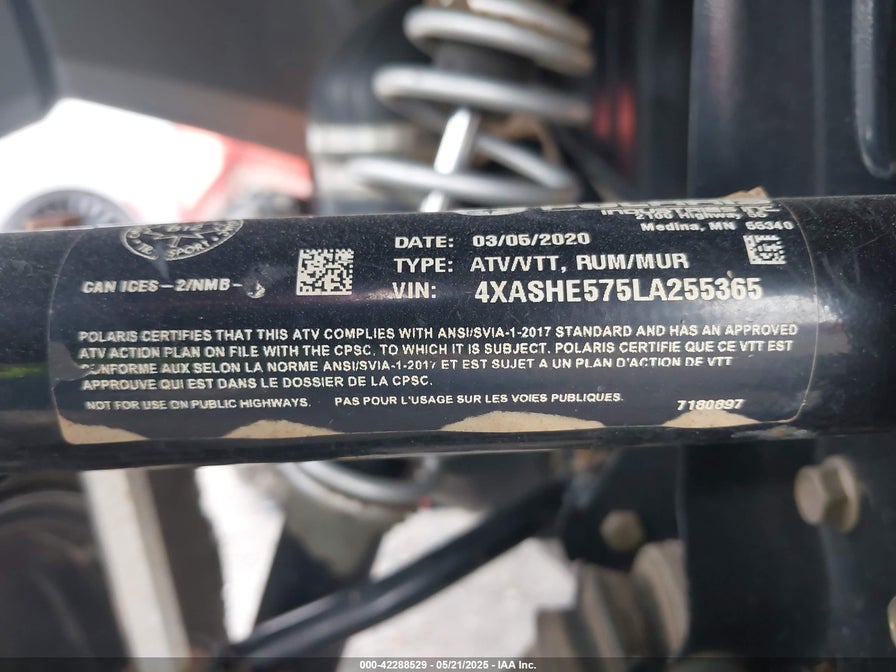 2100 Highway 55
Medina, MN 55340
DATE: 03/05/2020
TYPE: ATV/VTT, RUM/MUR
CAN ICES-2/NMB-
VIN: 4XASHE575LA255365
POLARIS CERTIFIES THAT THIS ATV COMPLIES WITH ANSI/SVIA-1-2017 STANDARD AND HAS AN APPROVED
ATV ACTION PLAN ON FILE WITH THE CPSC, TO WHICH IT IS SUBJECT. POLARIS CERTIFIE QUE CE VTT EST
CONFORME AUX SELON LA NORME ANSI/SVIA-1-2017 ET EST SUJET A UN PLAN D'ACTION DE VTT
APPROUVE QUI EST DANS LE DOSSIER DE LA CPSC.
NOT FOR USE ON PUBLIC HIGHWAYS. PAS POUR L'USAGE SUR LES VOIES PUBLIQUES. 7180897
000-42288529 - 05/21/2025 - IAA Inc.